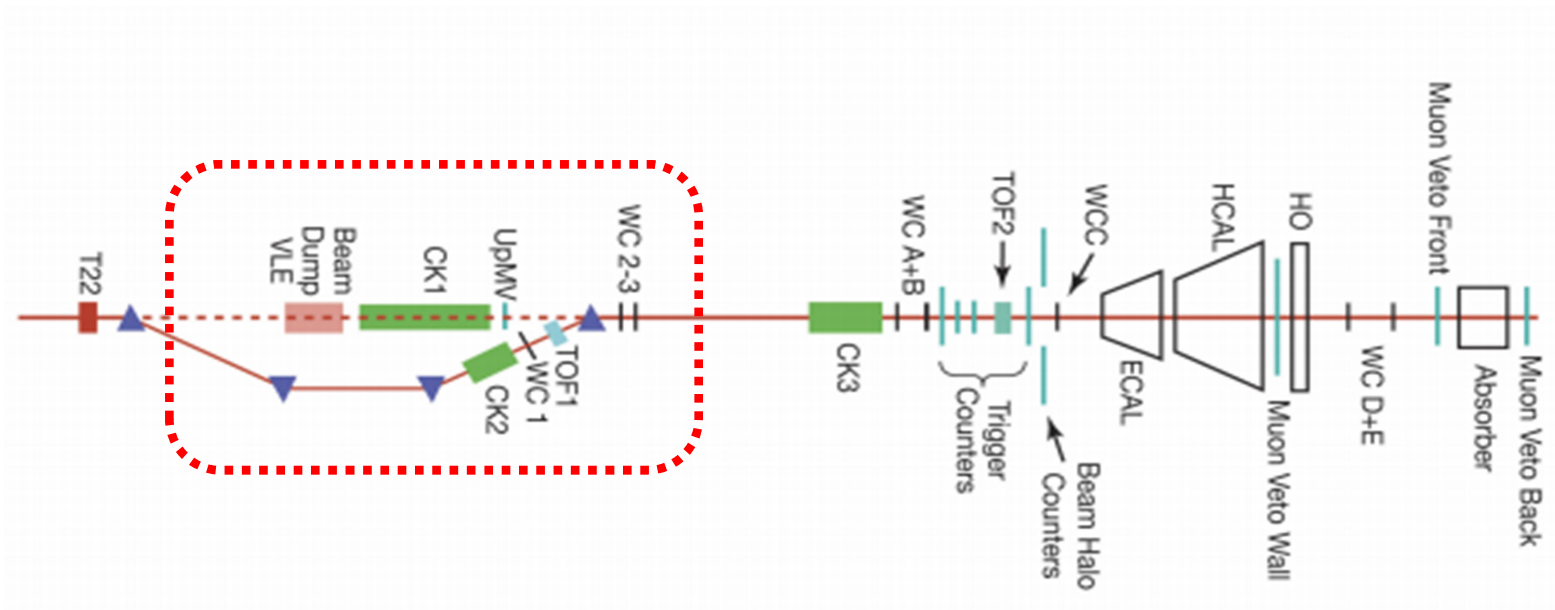 T22
Beam
Dump
VLE
CK1
UpMV
WC 2-3
TOF1
WC 1
CK2
CK3
WC A+B
TOF2
Trigger
Counters
WCC
Beam Halo
Counters
ECAL
HCAL
HO
Muon Veto Wall
WC D+E
Muon Veto Front
Absorber
Muon Veto Back